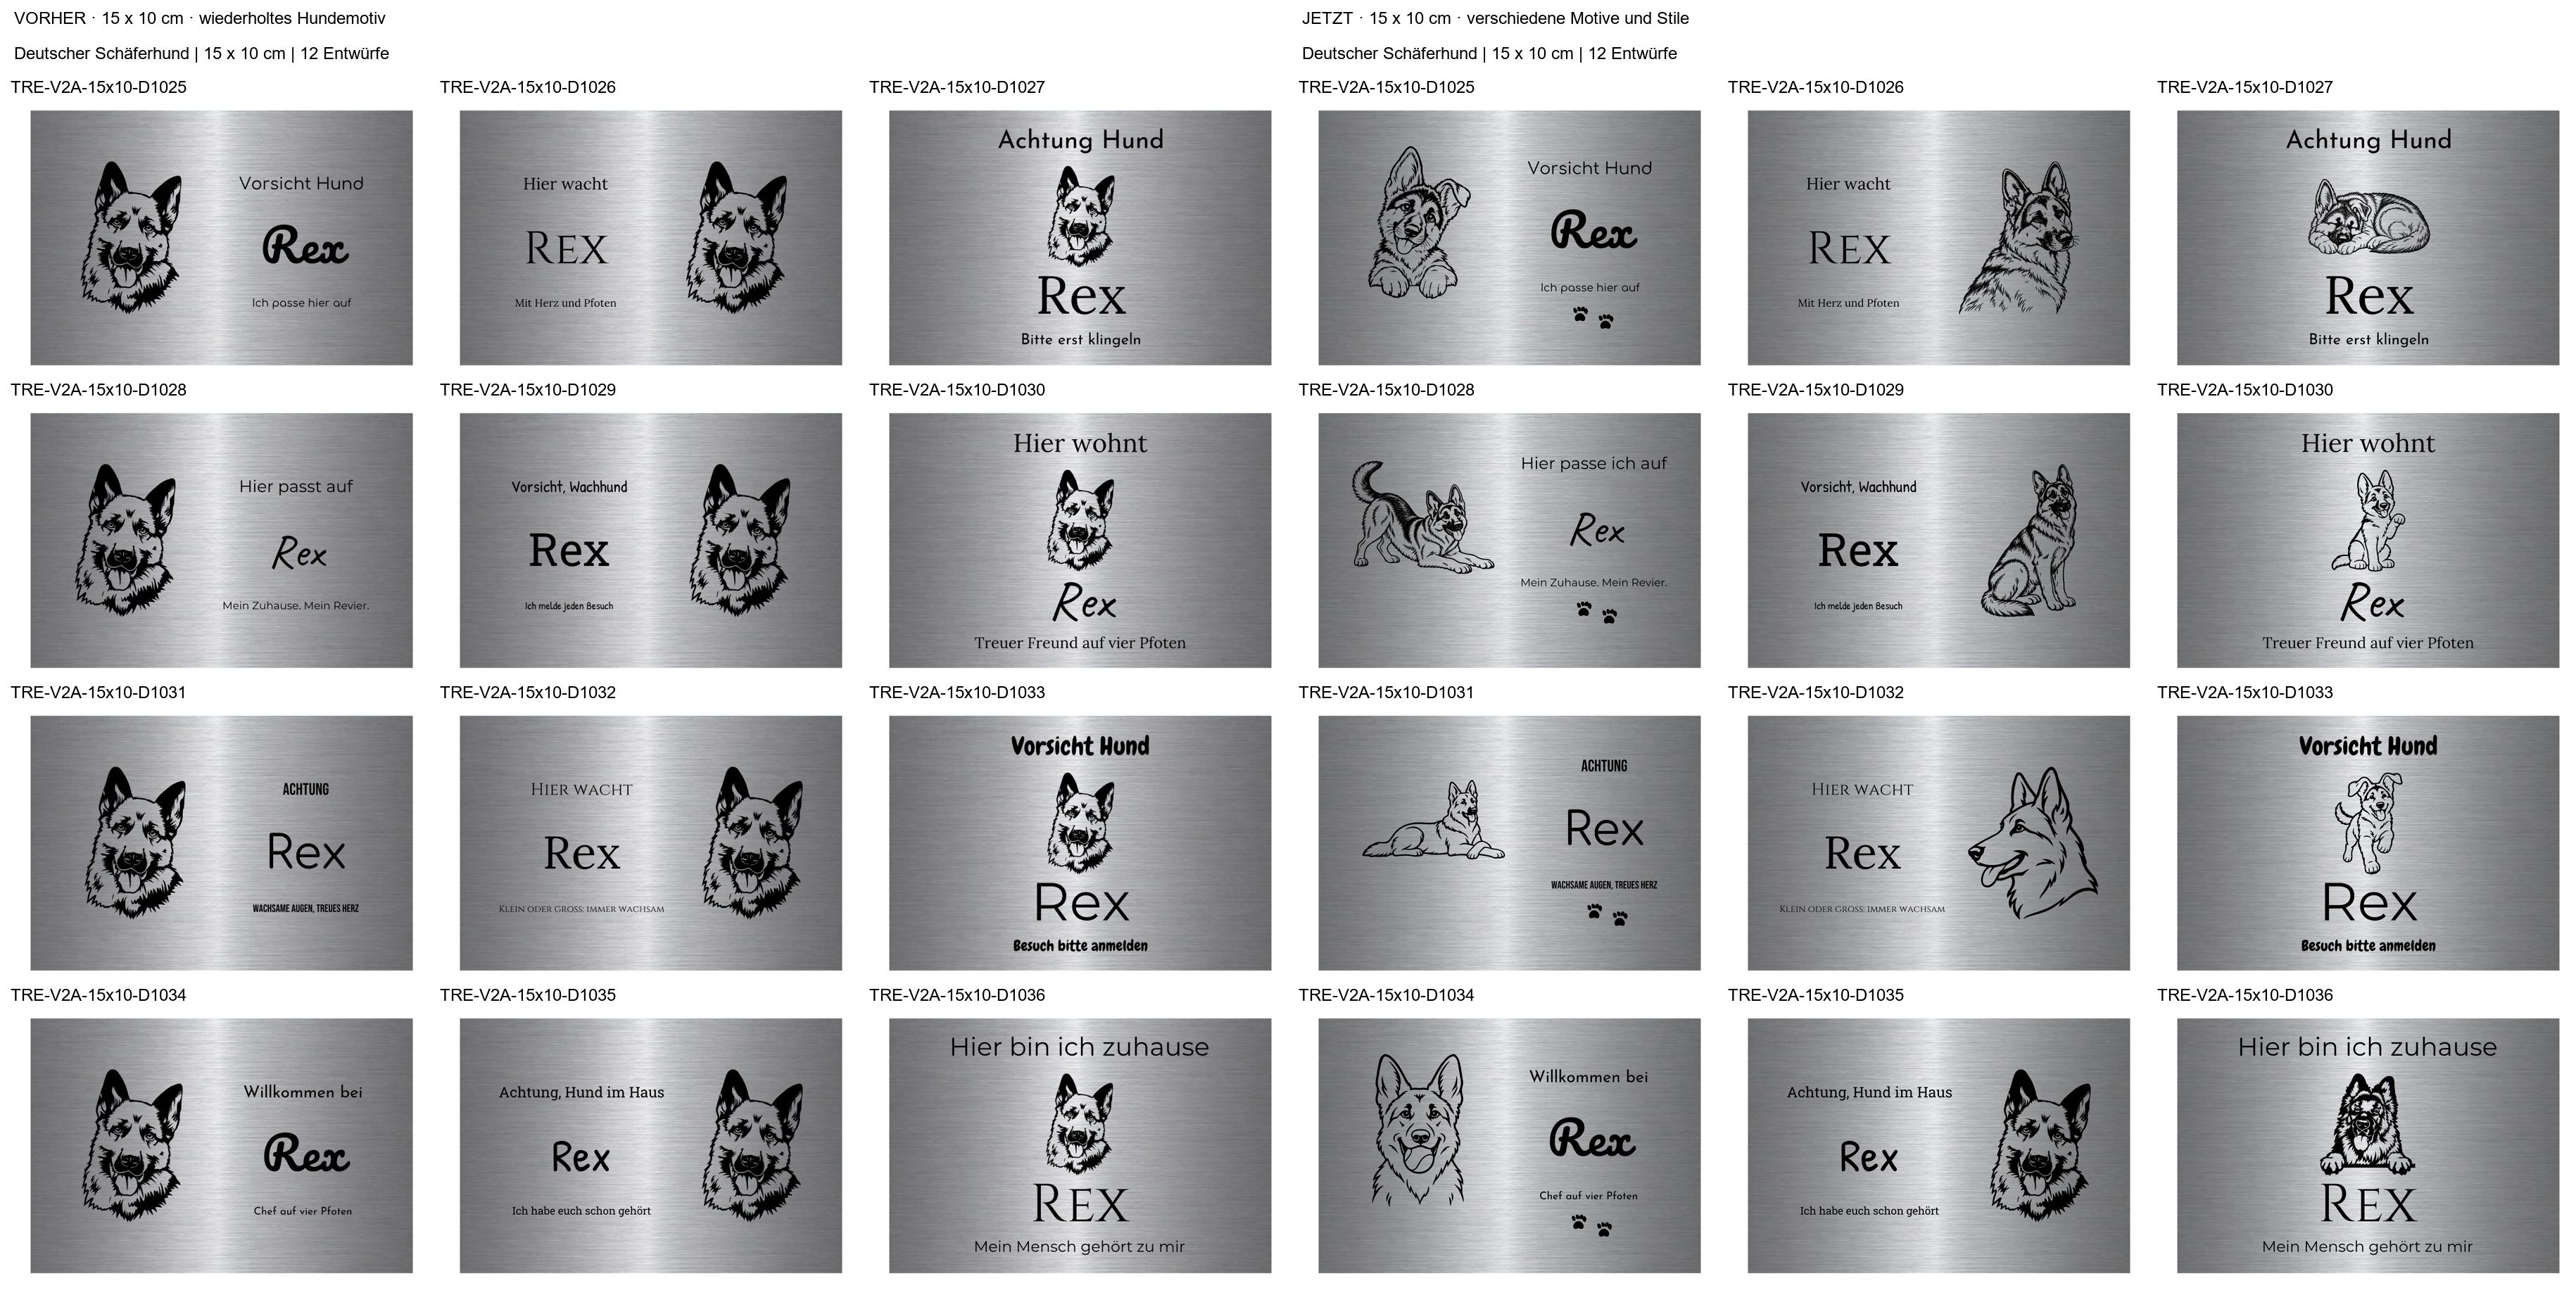 VORHER · 15 x 10 cm · wiederholtes Hundemotiv
Deutscher Schäferhund | 15 x 10 cm | 12 Entwürfe
TRE-V2A-15x10-D1025
Vorsicht Hund
Rex
Ich passe hier auf
TRE-V2A-15x10-D1026
Hier wacht
REX
Mit Herz und Pfoten
TRE-V2A-15x10-D1027
Achtung Hund
Rex
Bitte erst klingeln
TRE-V2A-15x10-D1028
Hier passt auf
Rex
Mein Zuhause. Mein Revier.
TRE-V2A-15x10-D1029
Vorsicht, Wachhund
Rex
Ich melde jeden Besuch
TRE-V2A-15x10-D1030
Hier wohnt
Rex
Treuer Freund auf vier Pfoten
TRE-V2A-15x10-D1031
ACHTUNG
Rex
WACHSAME AUGEN, TREUES HERZ
TRE-V2A-15x10-D1032
HIER WACHT
Rex
KLEIN ODER GROSS: IMMER WACHSAM
TRE-V2A-15x10-D1033
Vorsicht Hund
Rex
Besuch bitte anmelden
TRE-V2A-15x10-D1034
Willkommen bei
Rex
Chef auf vier Pfoten
TRE-V2A-15x10-D1035
Achtung, Hund im Haus
Rex
Ich habe euch schon gehört
TRE-V2A-15x10-D1036
Hier bin ich zuhause
REX
Mein Mensch gehört zu mir
JETZT · 15 x 10 cm · verschiedene Motive und Stile
Deutscher Schäferhund | 15 x 10 cm | 12 Entwürfe
TRE-V2A-15x10-D1025
Vorsicht Hund
Rex
Ich passe hier auf
TRE-V2A-15x10-D1026
Hier wacht
REX
Mit Herz und Pfoten
TRE-V2A-15x10-D1027
Achtung Hund
Rex
Bitte erst klingeln
TRE-V2A-15x10-D1028
Hier passe ich auf
Rex
Mein Zuhause. Mein Revier.
TRE-V2A-15x10-D1029
Vorsicht, Wachhund
Rex
Ich melde jeden Besuch
TRE-V2A-15x10-D1030
Hier wohnt
Rex
Treuer Freund auf vier Pfoten
TRE-V2A-15x10-D1031
ACHTUNG
Rex
WACHSAME AUGEN, TREUES HERZ
TRE-V2A-15x10-D1032
HIER WACHT
Rex
KLEIN ODER GROSS: IMMER WACHSAM
TRE-V2A-15x10-D1033
Vorsicht Hund
Rex
Besuch bitte anmelden
TRE-V2A-15x10-D1034
Willkommen bei
Rex
Chef auf vier Pfoten
TRE-V2A-15x10-D1035
Achtung, Hund im Haus
Rex
Ich habe euch schon gehört
TRE-V2A-15x10-D1036
Hier bin ich zuhause
REX
Mein Mensch gehört zu mir